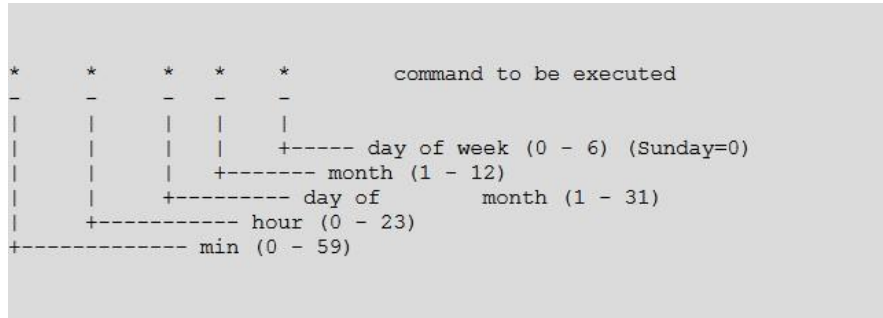 * * * * * command to be executed
- - - - -
| | | | |
| | | | +----- day of week (0 - 6) (Sunday=0)
| | | +------- month (1 - 12)
| | +--------- day of month (1 - 31)
| +----------- hour (0 - 23)
+------------- min (0 - 59)